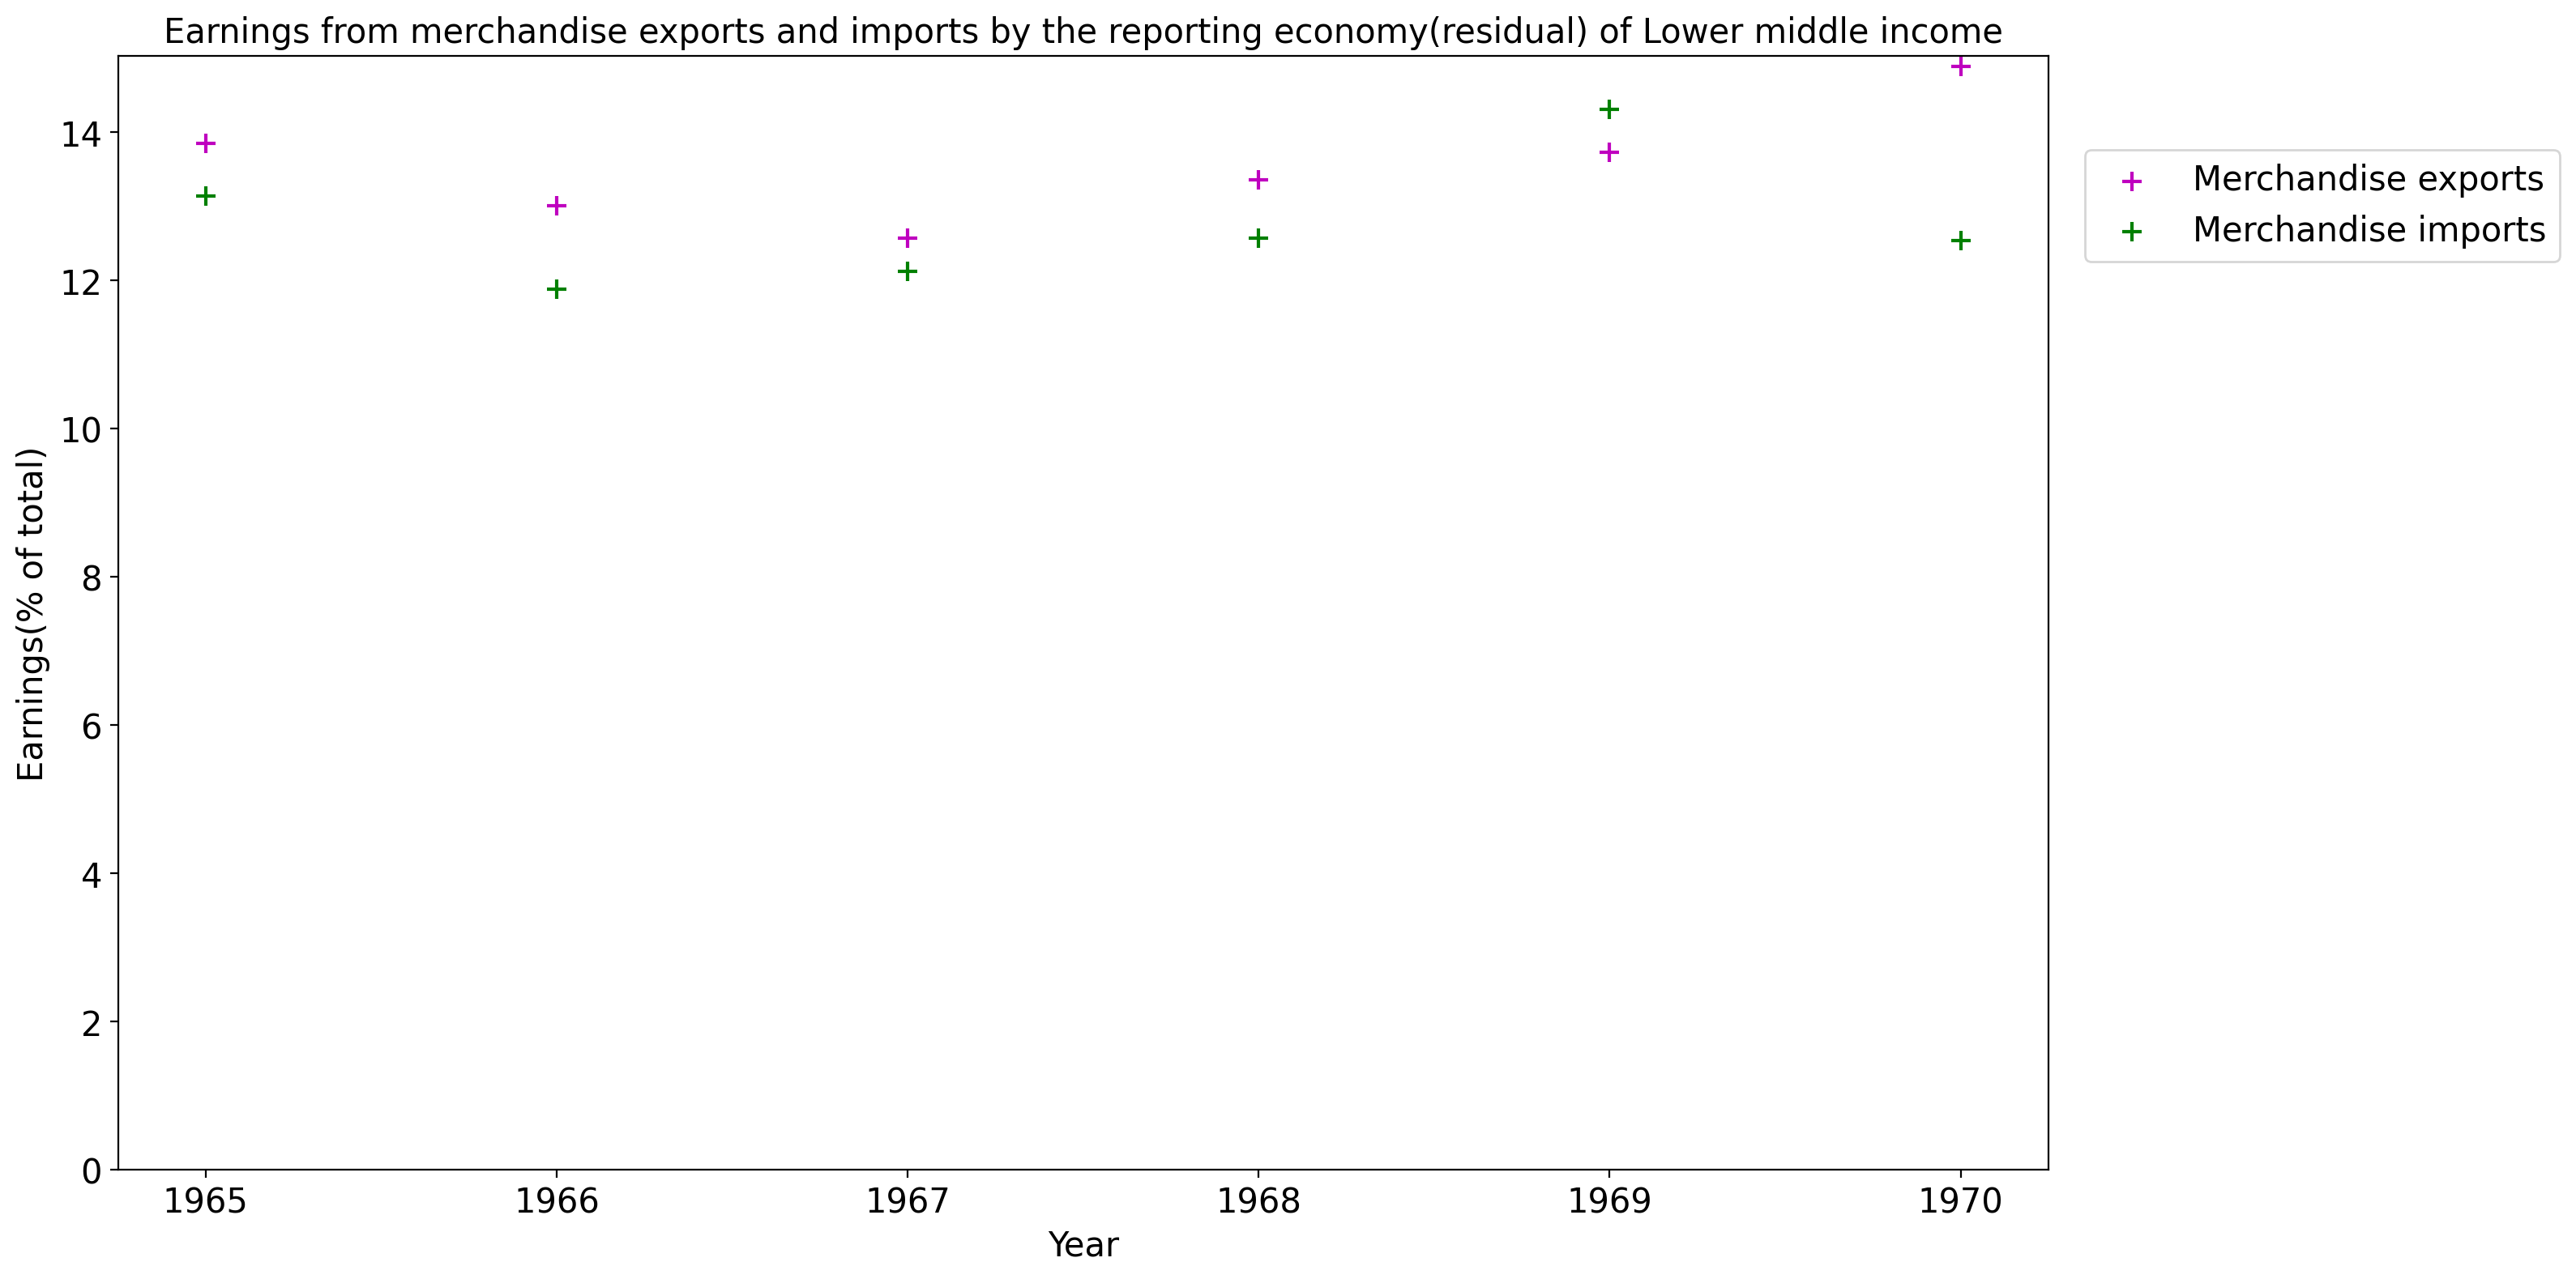 Earnings from merchandise exports and imports by the reporting economy(residual) of Lower middle income
Earnings(% of total)
14
12
10
8
6
4
2
0
1965 1966 1967 1968 1969 1970
Year
Merchandise exports
Merchandise imports